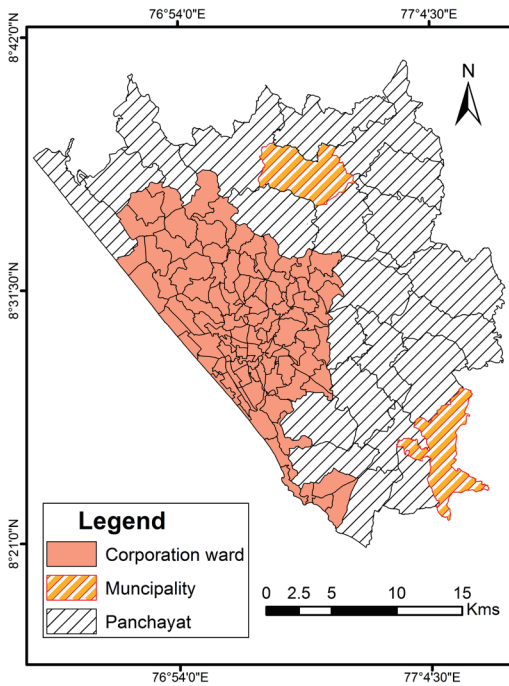 76°54'0"E 77°4'30"E
8°42'0"N
N
8°31'30"N
8°21'0"N
Legend
Corporation ward
Muncipality
Panchayat
0 2.5 5 10 15
Kms
76°54'0"E 77°4'30"E